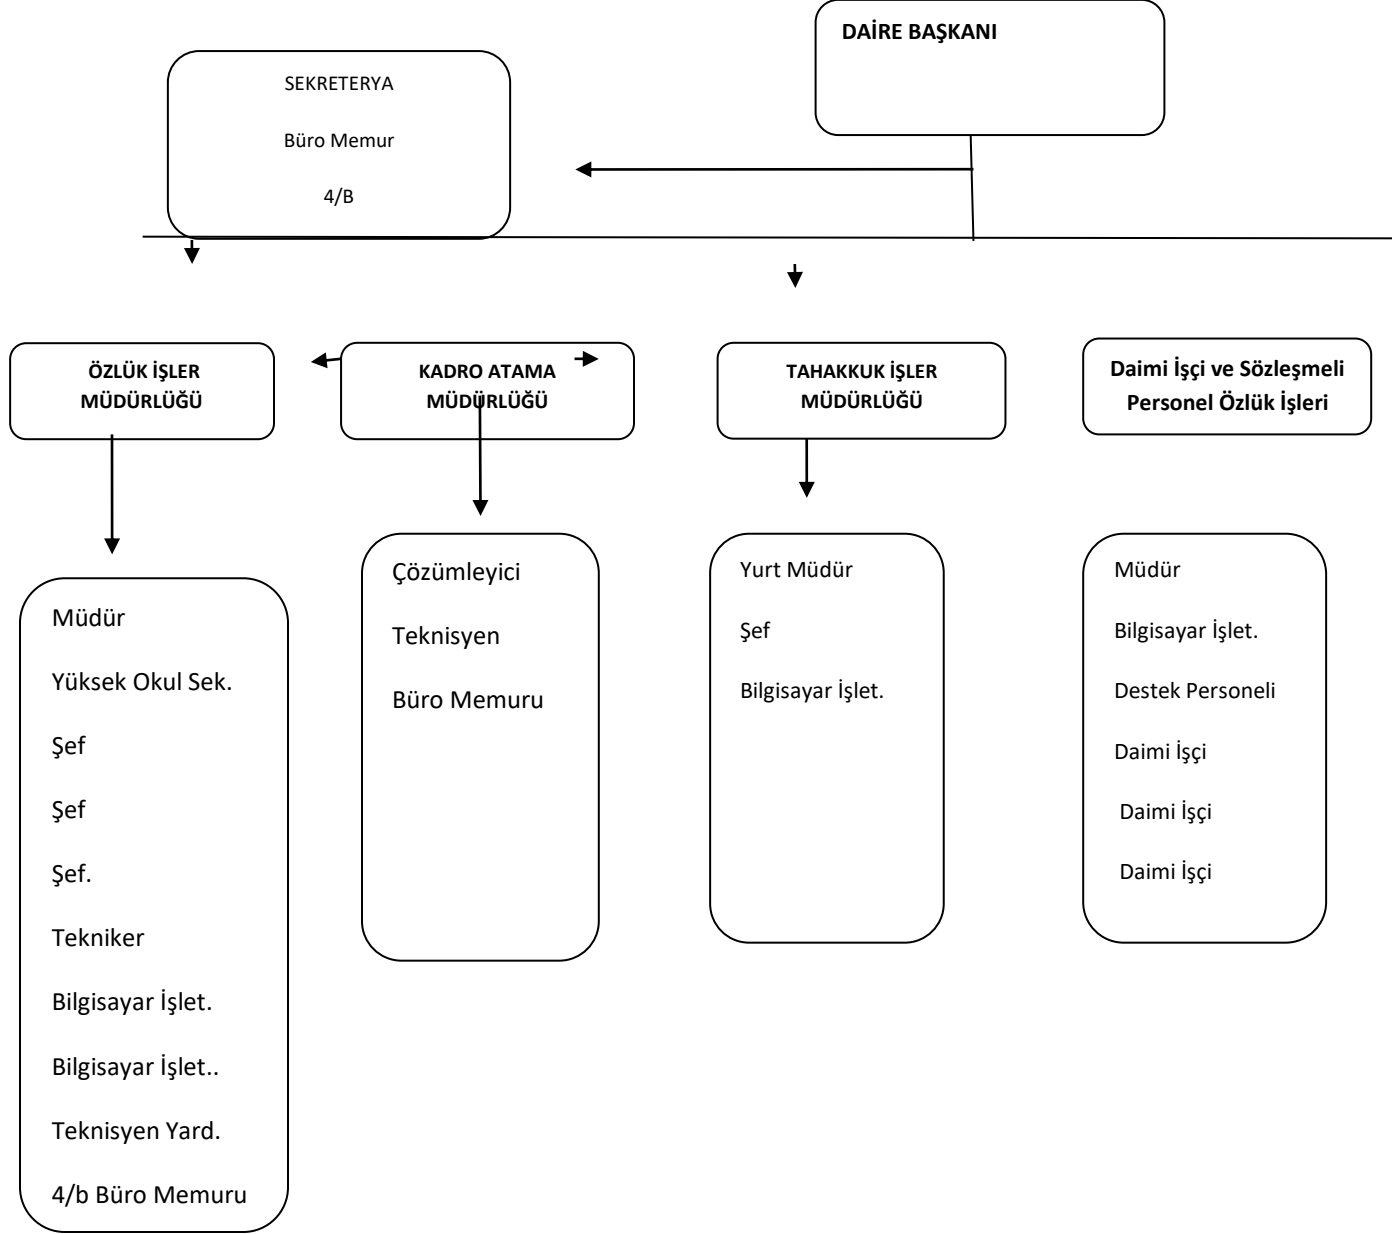 DAİRE BAŞKANI
SEKRETERYA
Büro Memur
4/B
ÖZLÜK İŞLER
MÜDÜRLÜĞÜ
KADRO ATAMA
MÜDÜRLÜĞÜ
TAHAKKUK İŞLER
MÜDÜRLÜĞÜ
Daimi İşçi ve Sözleşmeli
Personel Özlük İşleri
Müdür
Yüksek Okul Sek.
Şef
Şef
Şef.
Tekniker
Bilgisayar İşlet.
Bilgisayar İşlet..
Teknisyen Yard.
4/b Büro Memuru
Çözümleyici
Teknisyen
Büro Memuru
Yurt Müdür
Şef
Bilgisayar İşlet.
Müdür
Bilgisayar İşlet.
Destek Personeli
Daimi İşçi
Daimi İşçi
Daimi İşçi